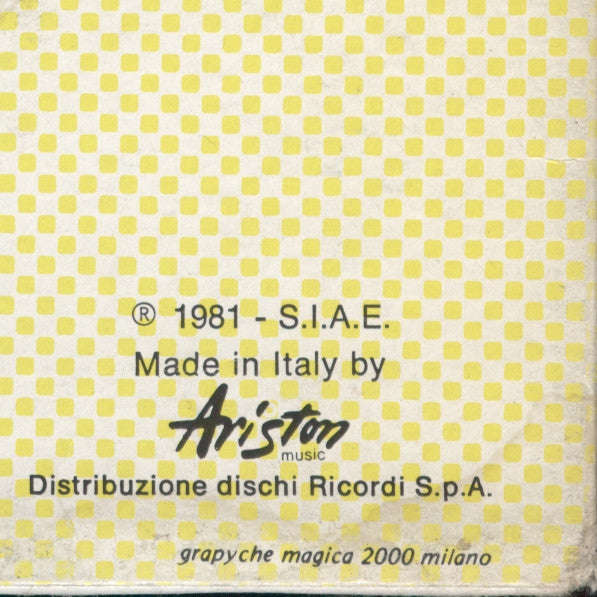 ® 1981 - S.I.A.E.
Made in Italy by
Ariston
music
Distribuzione dischi Ricordi S.p.A.
grapyche magica 2000 milano